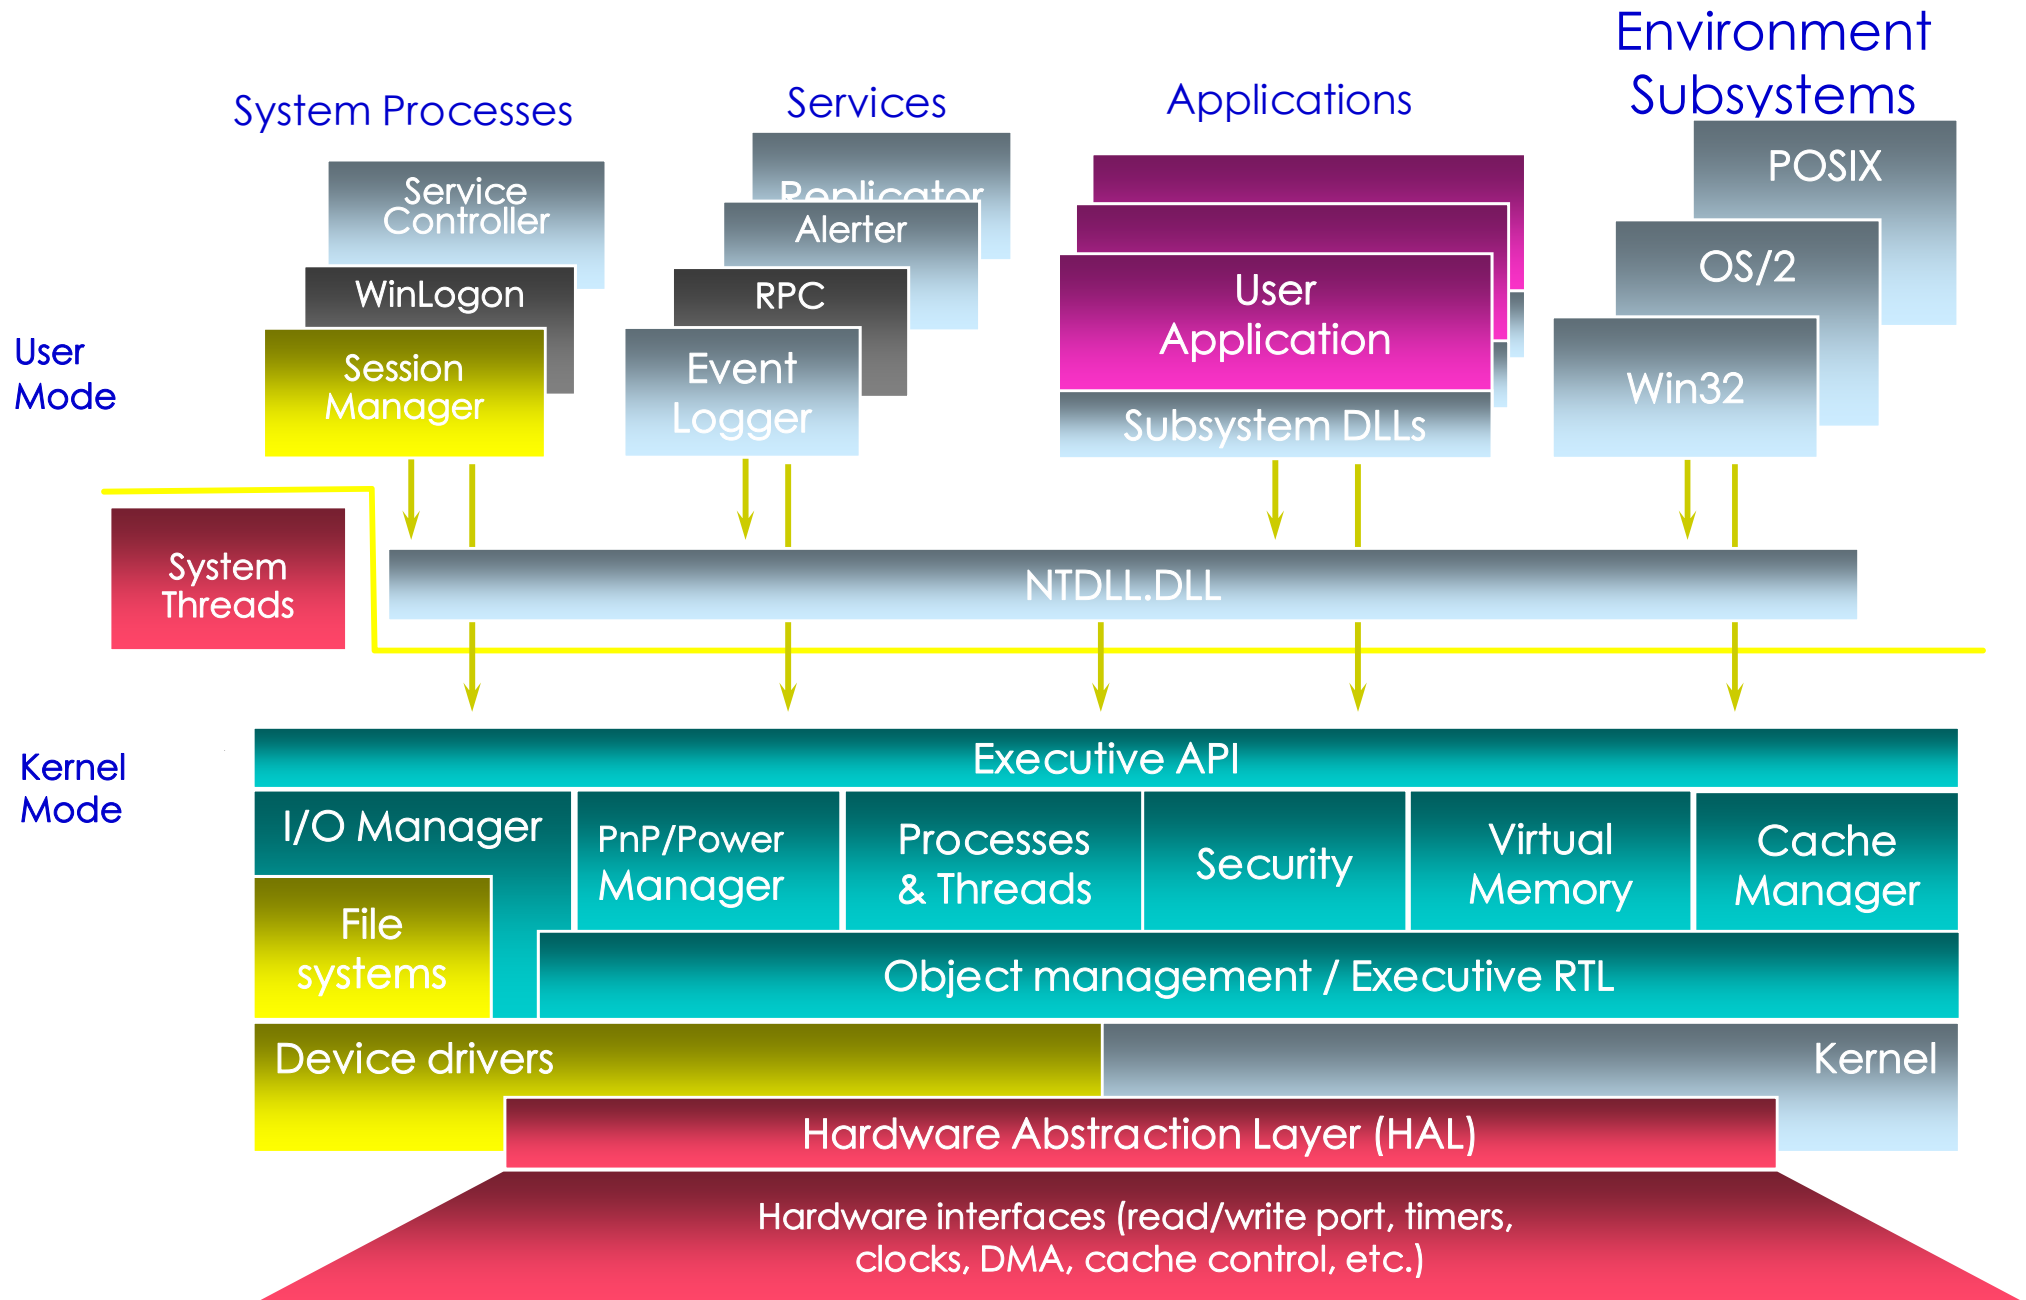 Environment
Subsystems
System Processes
Services
Applications
Service
Controller
WinLogon
Session
Manager
Replicator
Alerter
RPC
Event
Logger
User
Application
Subsystem DLLs
POSIX
OS/2
Win32
User
Mode
System
Threads
NTDLL.DLL
Kernel
Mode
Executive API
I/O Manager
PnP/Power
Manager
Processes
& Threads
Security
Virtual
Memory
Cache
Manager
File
systems
Object management / Executive RTL
Device drivers
Kernel
Hardware Abstraction Layer (HAL)
Hardware interfaces (read/write port, timers,
clocks, DMA, cache control, etc.)